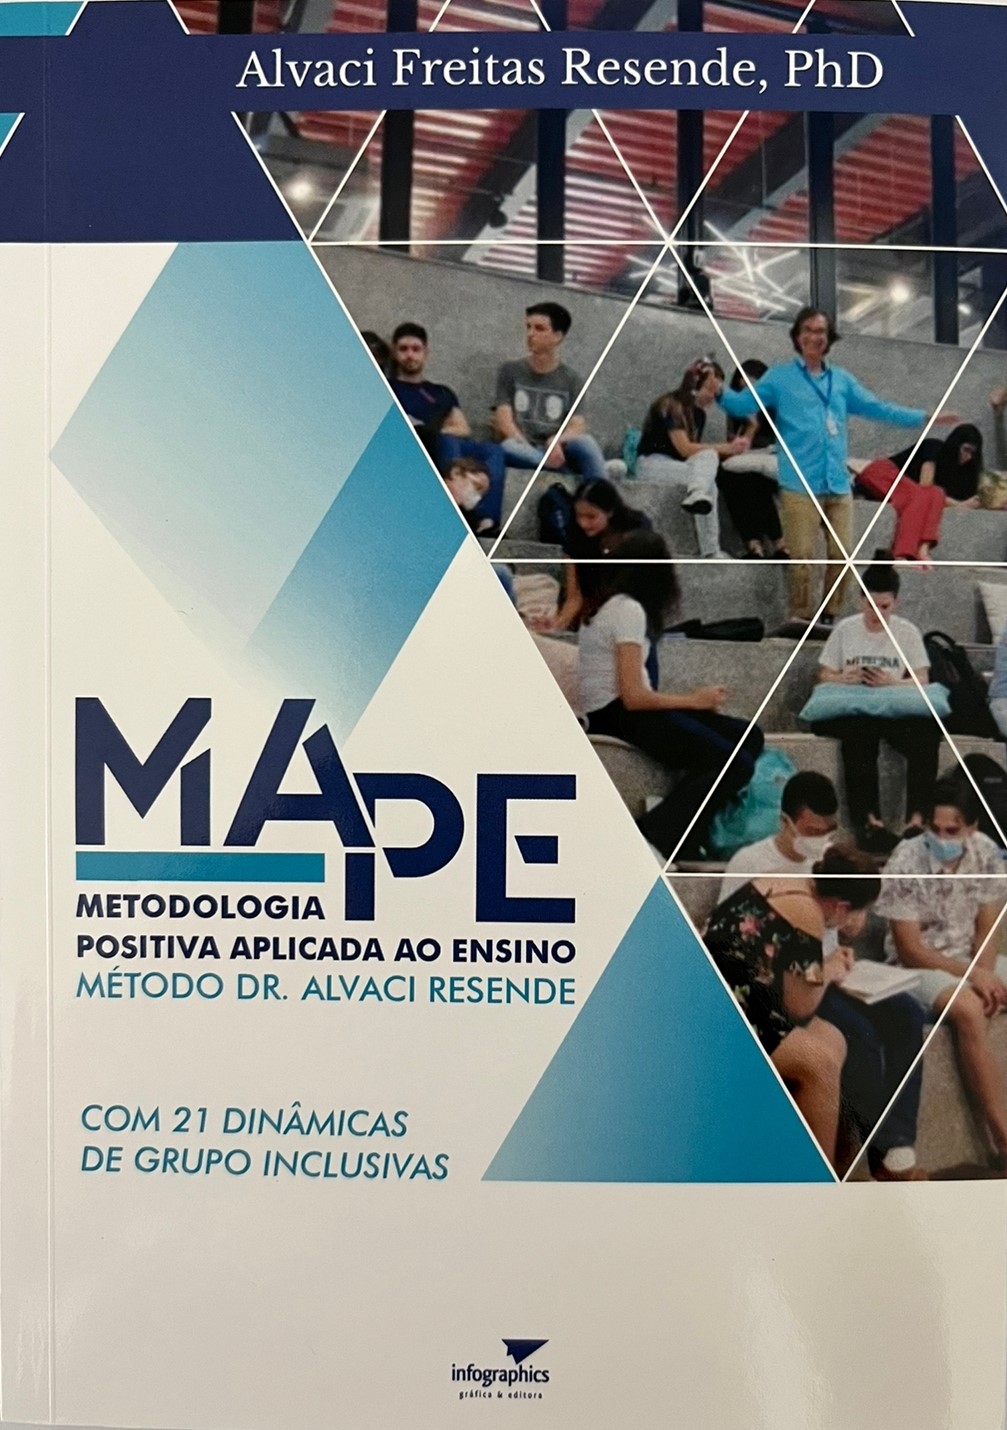 Alvaci Freitas Resende, PhD
MAPE
METODOLOGIA
POSITIVA APLICADA AO ENSINO
MÉTODO DR. ALVACI RESENDE
COM 21 DINÂMICAS
DE GRUPO INCLUSIVAS
MEDICINA
infographics
gráfica & editora